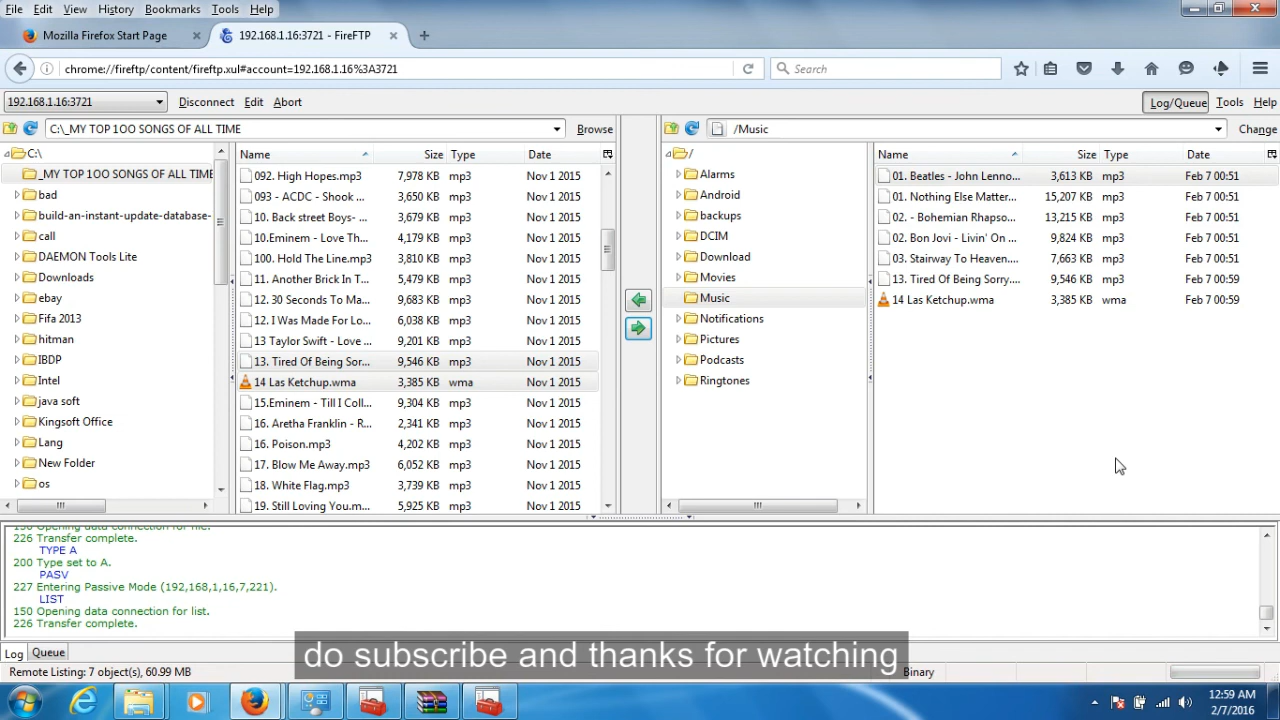 File Edit View History Bookmarks Tools Help
Mozilla Firefox Start Page
192.168.1.16:3721 - FireFTP
chrome://fireftp/content/fireftp.xul#account=192.168.1.16%3A3721
Search
192.168.1.16:3721 Disconnect Edit Abort
Log/Queue Tools Help
C:\_MY TOP 1OO SONGS OF ALL TIME Browse
/Music Change
C:\
_MY TOP 1OO SONGS OF ALL TIME
bad
build-an-instant-update-database-
call
DAEMON Tools Lite
Downloads
ebay
Fifa 2013
hitman
IBDP
Intel
java soft
Kingsoft Office
Lang
New Folder
os
Name Size Type Date
092. High Hopes.mp3 7,978 KB mp3 Nov 1 2015
093 - ACDC - Shook ... 3,650 KB mp3 Nov 1 2015
10. Back street Boys- ... 4,217 KB mp3 Nov 1 2015
10.Eminem - Love Th... 4,179 KB mp3 Nov 1 2015
100. Hold The Line.mp3 3,810 KB mp3 Nov 1 2015
11. Another Brick In T... 5,479 KB mp3 Nov 1 2015
12. 30 Seconds To Ma... 9,683 KB mp3 Nov 1 2015
12. I Was Made For Lo... 6,038 KB mp3 Nov 1 2015
13 Taylor Swift - Love ... 9,201 KB mp3 Nov 1 2015
13. Tired Of Being Sor... 9,546 KB mp3 Nov 1 2015
14 Las Ketchup.wma 3,385 KB wma Nov 1 2015
15.Eminem - Till I Coll... 9,304 KB mp3 Nov 1 2015
16. Aretha Franklin - R... 2,341 KB mp3 Nov 1 2015
16. Poison.mp3 4,202 KB mp3 Nov 1 2015
17. Blow Me Away.mp3 6,052 KB mp3 Nov 1 2015
18. White Flag.mp3 3,739 KB mp3 Nov 1 2015
19. Still Loving You.m... 5,925 KB mp3 Nov 1 2015
/
Alarms
Android
backups
DCIM
Download
Movies
Music
Notifications
Pictures
Podcasts
Ringtones
Name Size Type Date
01. Beatles - John Lenno... 3,613 KB mp3 Feb 7 00:51
01. Nothing Else Matter... 15,207 KB mp3 Feb 7 00:51
02. - Bohemian Rhapso... 13,215 KB mp3 Feb 7 00:51
02. Bon Jovi - Livin' On ... 9,824 KB mp3 Feb 7 00:51
03. Stairway To Heaven.... 7,663 KB mp3 Feb 7 00:51
13. Tired Of Being Sorry.... 9,546 KB mp3 Feb 7 00:59
14 Las Ketchup.wma 3,385 KB wma Feb 7 00:59
150 Opening data connection for file.
226 Transfer complete.
TYPE A
200 Type set to A.
PASV
227 Entering Passive Mode (192,168,1,16,7,221).
LIST
150 Opening data connection for list.
226 Transfer complete.
Log Queue
do subscribe and thanks for watching
Remote Listing: 7 object(s), 60.99 MB
Binary
12:59 AM
2/7/2016